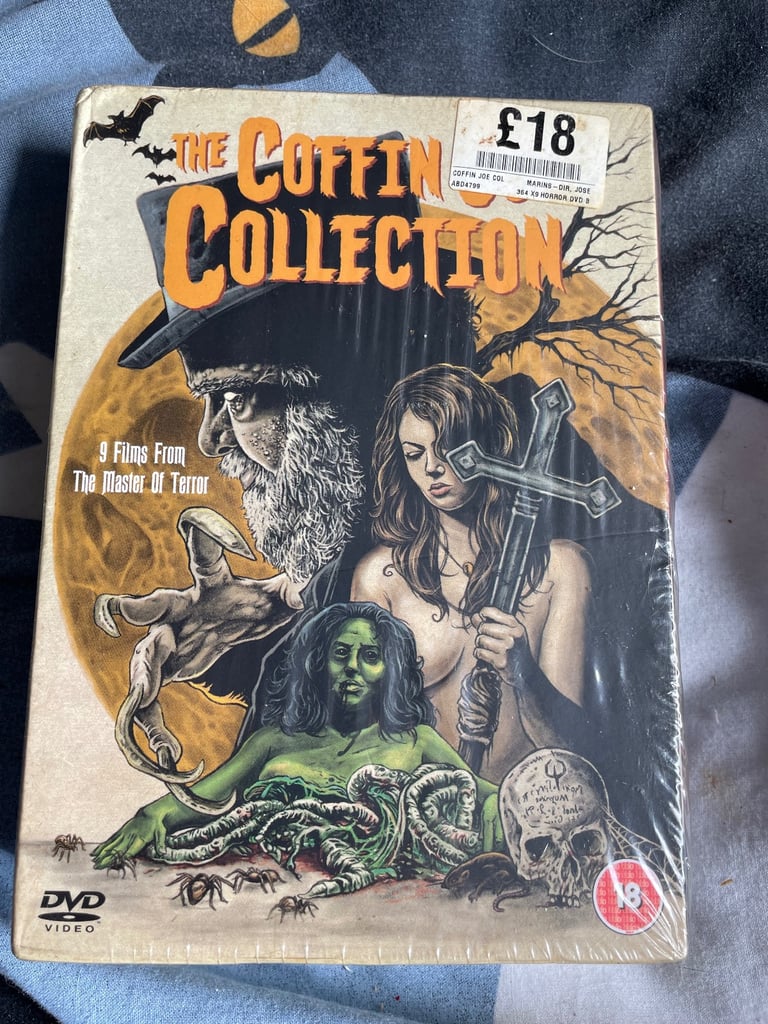 £18
COFFIN JOE COL MARINS-DIR, JOSE
ABD4799 364 X9 HORROR DVD B
THE COFFIN
COLLECTION
9 Films From
The Master Of Terror
DVD
VIDEO
18